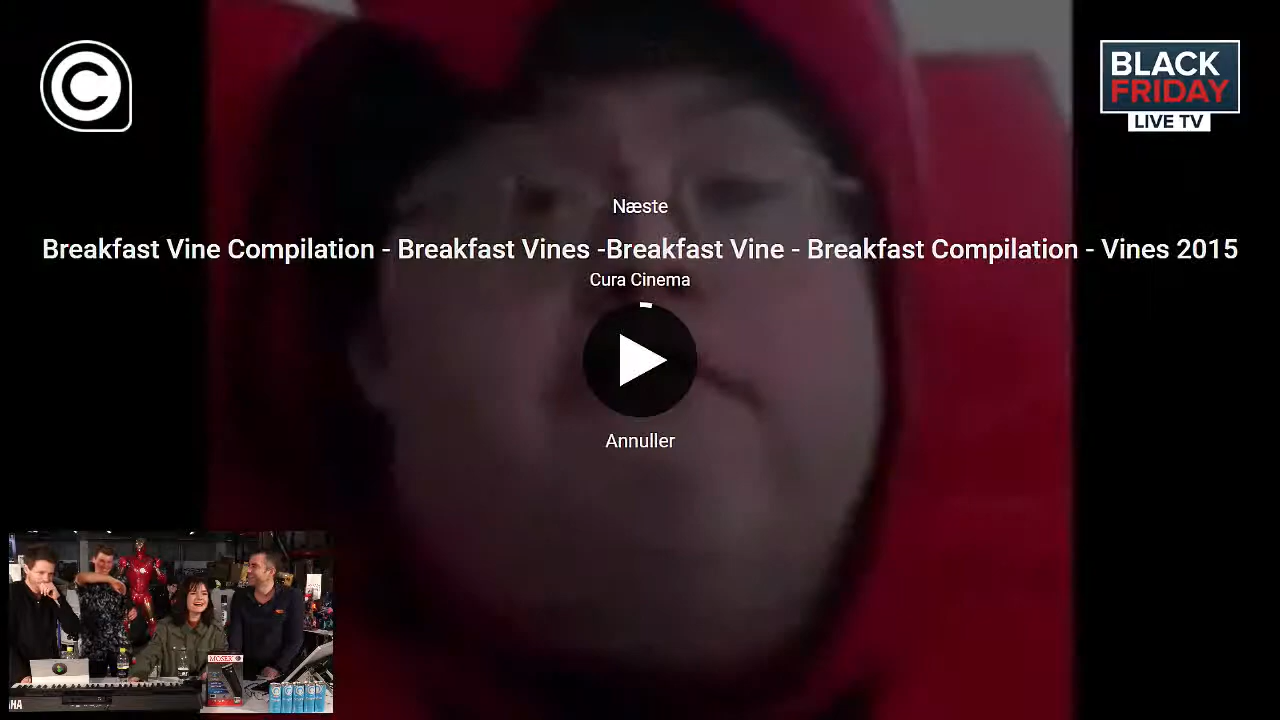 BLACK
FRIDAY
LIVE TV
Næste
Breakfast Vine Compilation - Breakfast Vines -Breakfast Vine - Breakfast Compilation - Vines 2015
Cura Cinema
Annuller
MOSER